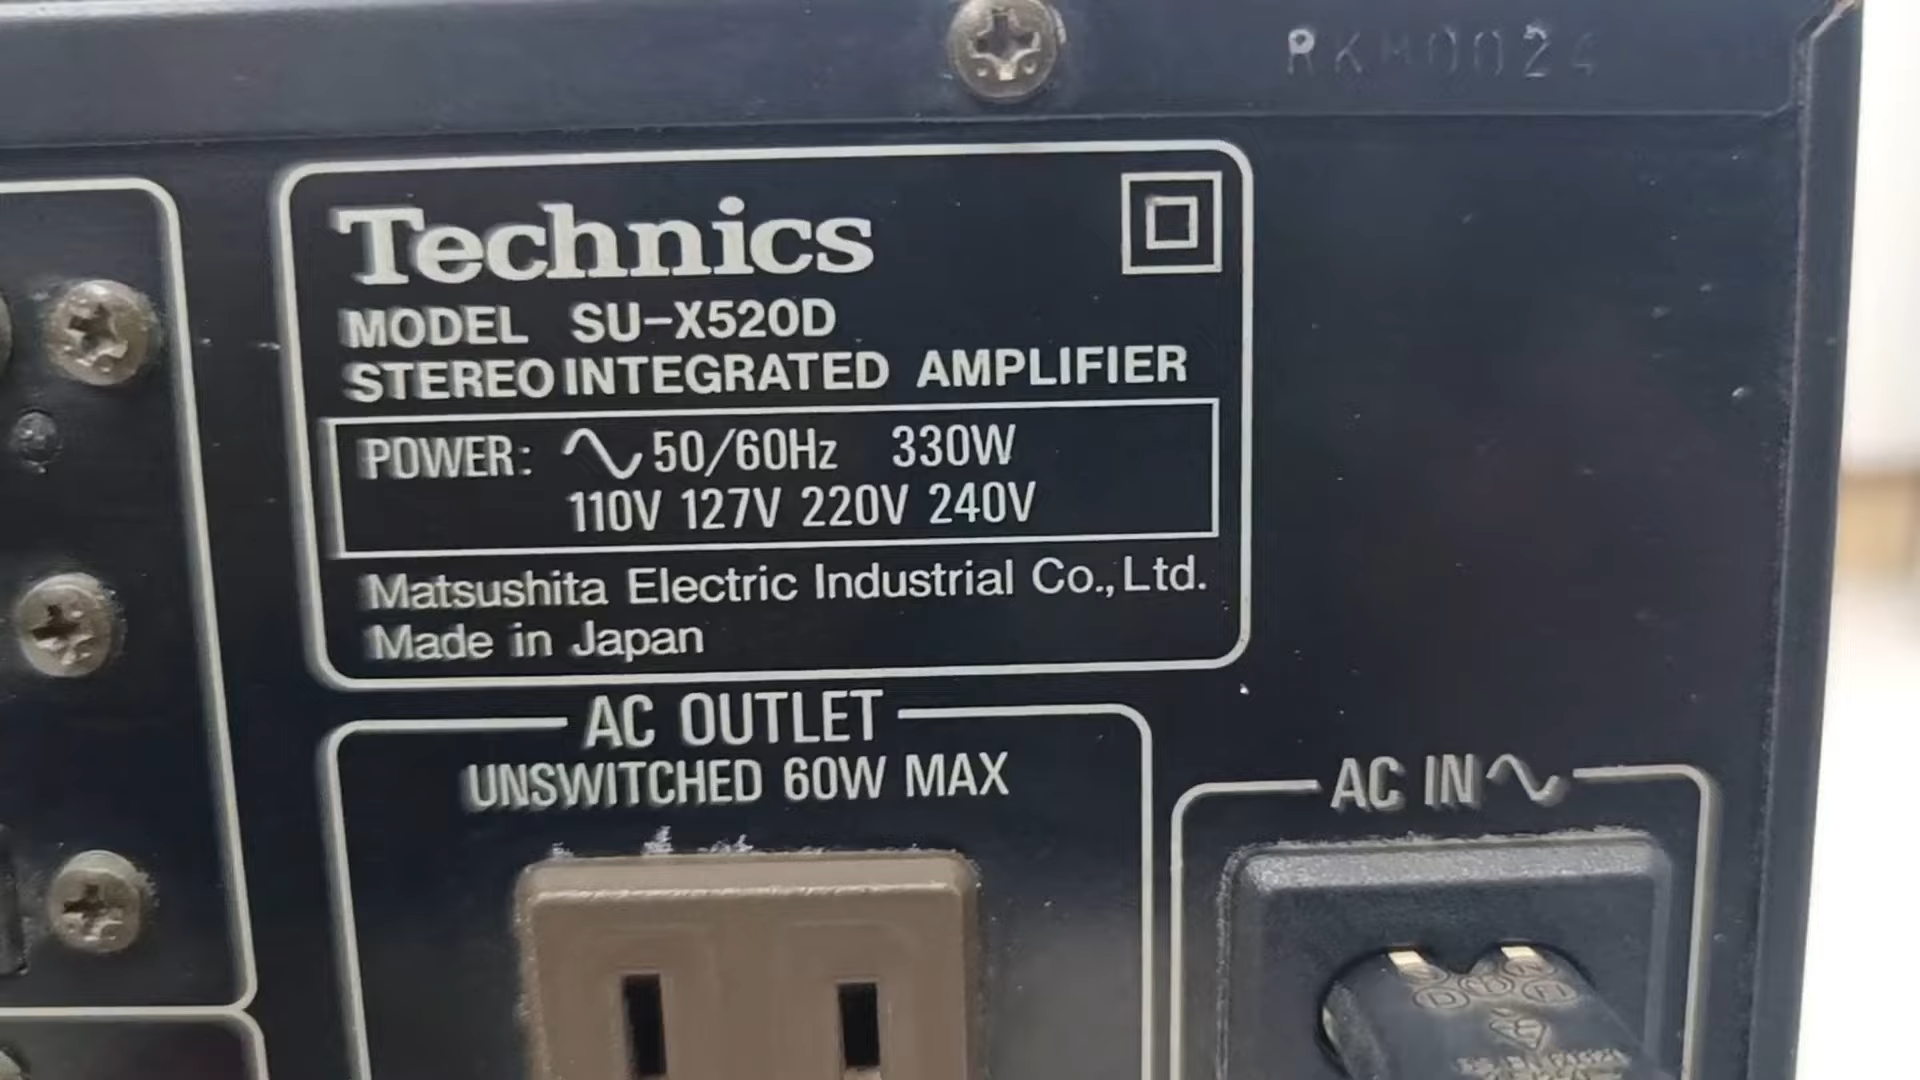 RKM0024
Technics
MODEL SU-X520D
STEREO INTEGRATED AMPLIFIER
POWER: ∿ 50/60Hz 330W
110V 127V 220V 240V
Matsushita Electric Industrial Co., Ltd.
Made in Japan
AC OUTLET
UNSWITCHED 60W MAX
AC IN ∿